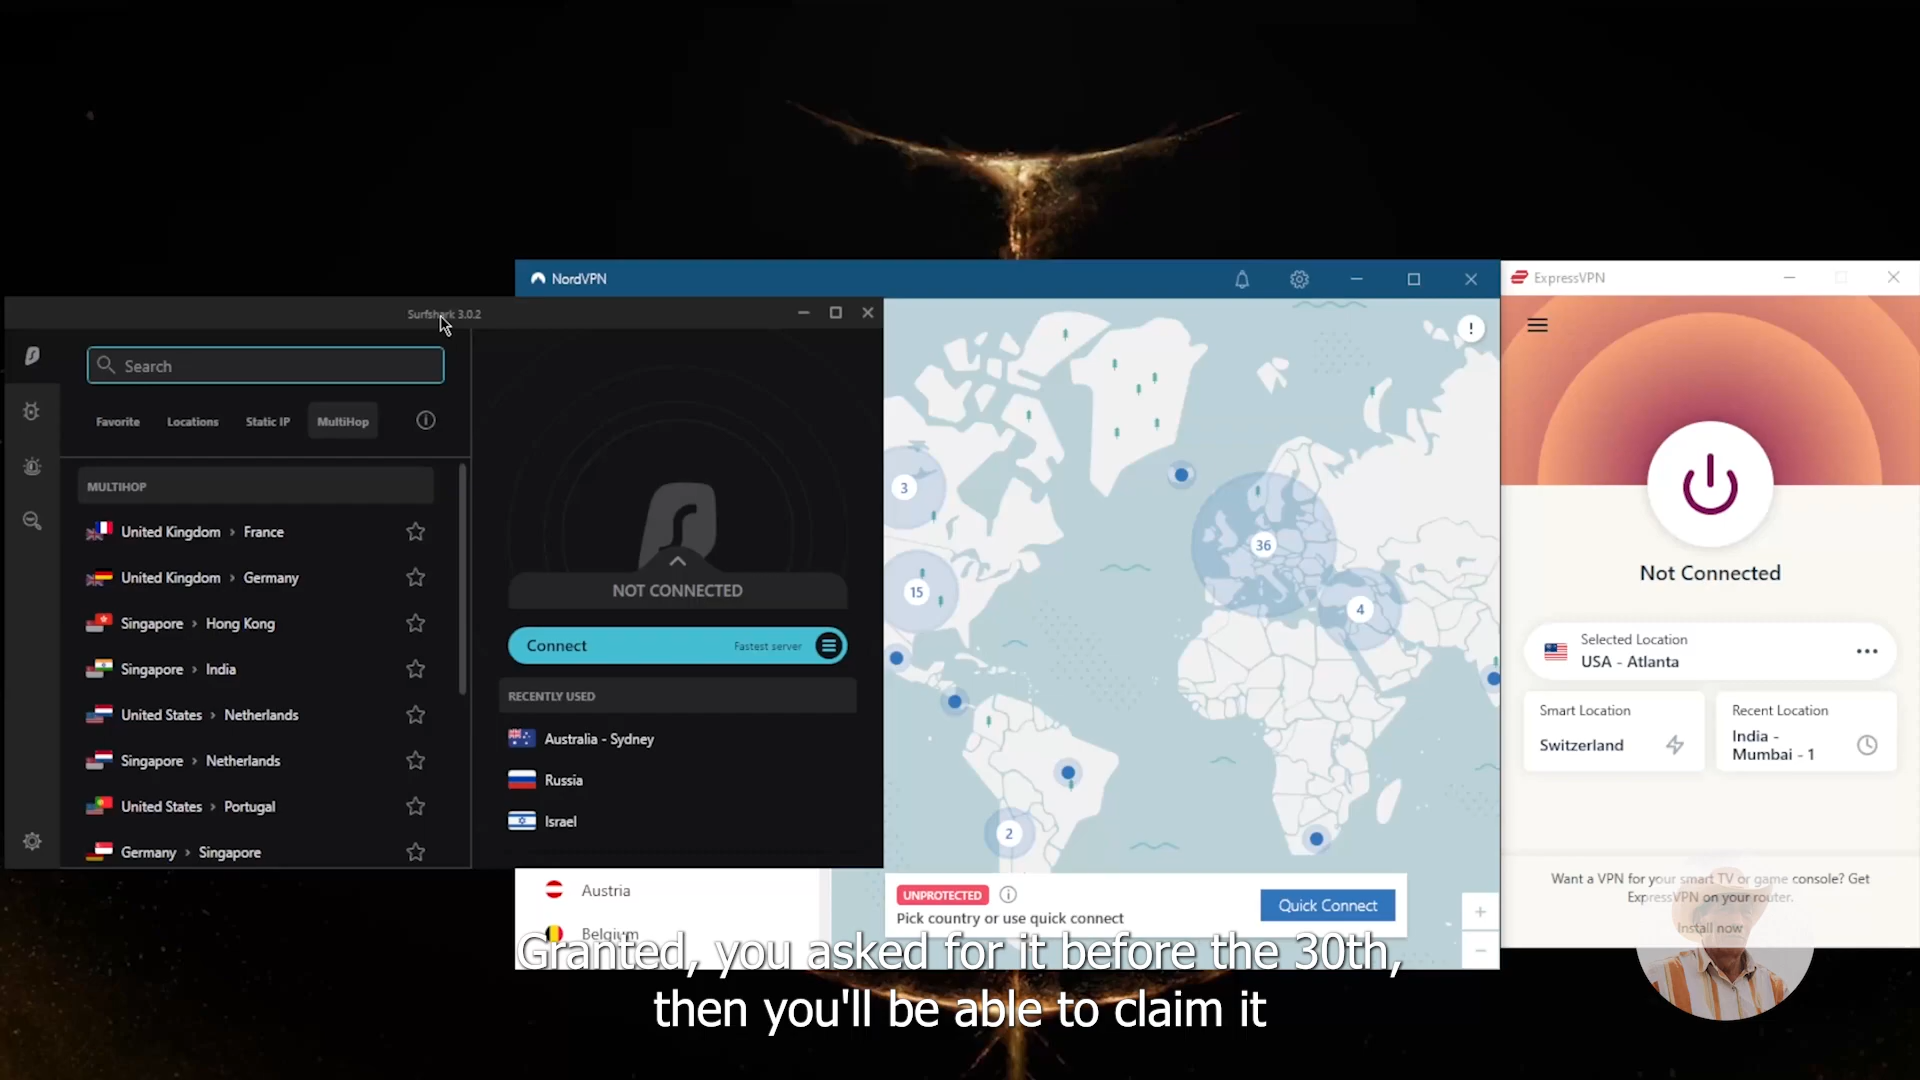 NordVPN
ExpressVPN
Surfshark 3.0.2
Search
Favorite
Locations
Static IP
MultiHop
MULTIHOP
United Kingdom > France
United Kingdom > Germany
Singapore > Hong Kong
Singapore > India
United States > Netherlands
Singapore > Netherlands
United States > Portugal
Germany > Singapore
NOT CONNECTED
Connect
Fastest server
RECENTLY USED
Australia - Sydney
Russia
Israel
!
3
15
36
4
2
Austria
Belgium
UNPROTECTED
Pick country or use quick connect
Quick Connect
+
−
Not Connected
Selected Location
USA - Atlanta
Smart Location
Switzerland
Recent Location
India -
Mumbai - 1
Want a VPN for your smart TV or game console? Get
ExpressVPN on your router.
Install now
Granted, you asked for it before the 30th,
then you'll be able to claim it